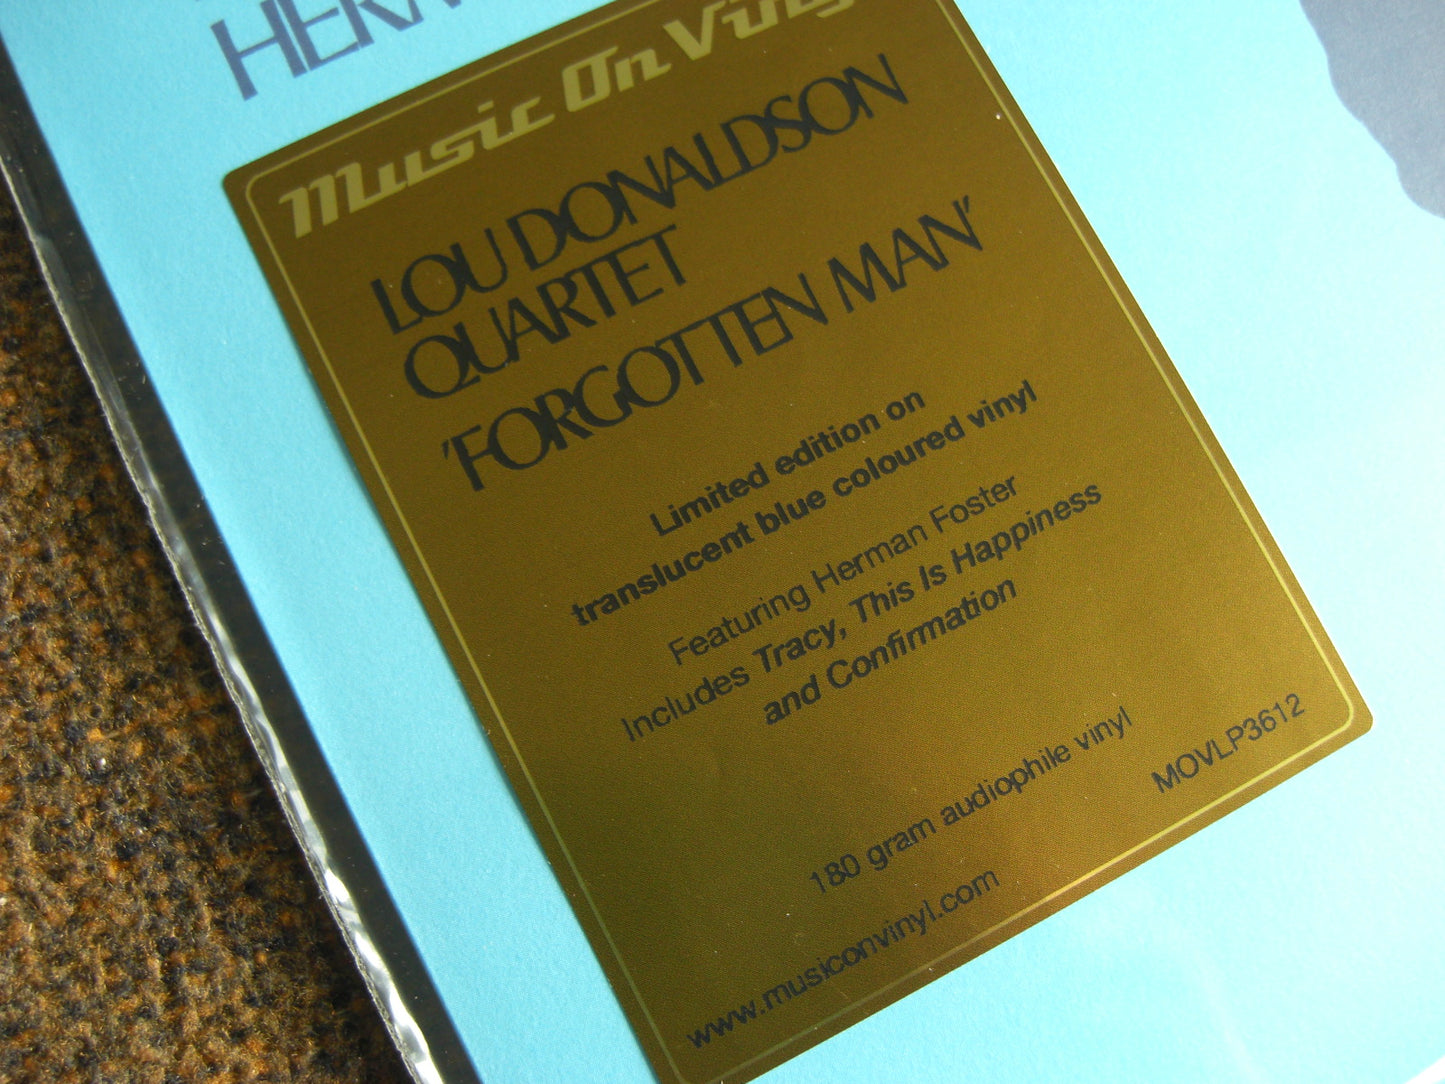 Music On Vinyl
LOU DONALDSON
QUARTET
'FORGOTTEN MAN'
Limited edition on
translucent blue coloured vinyl
Featuring Herman Foster
Includes Tracy, This Is Happiness
and Confirmation
180 gram audiophile vinyl
MOVLP3612
www.musiconvinyl.com